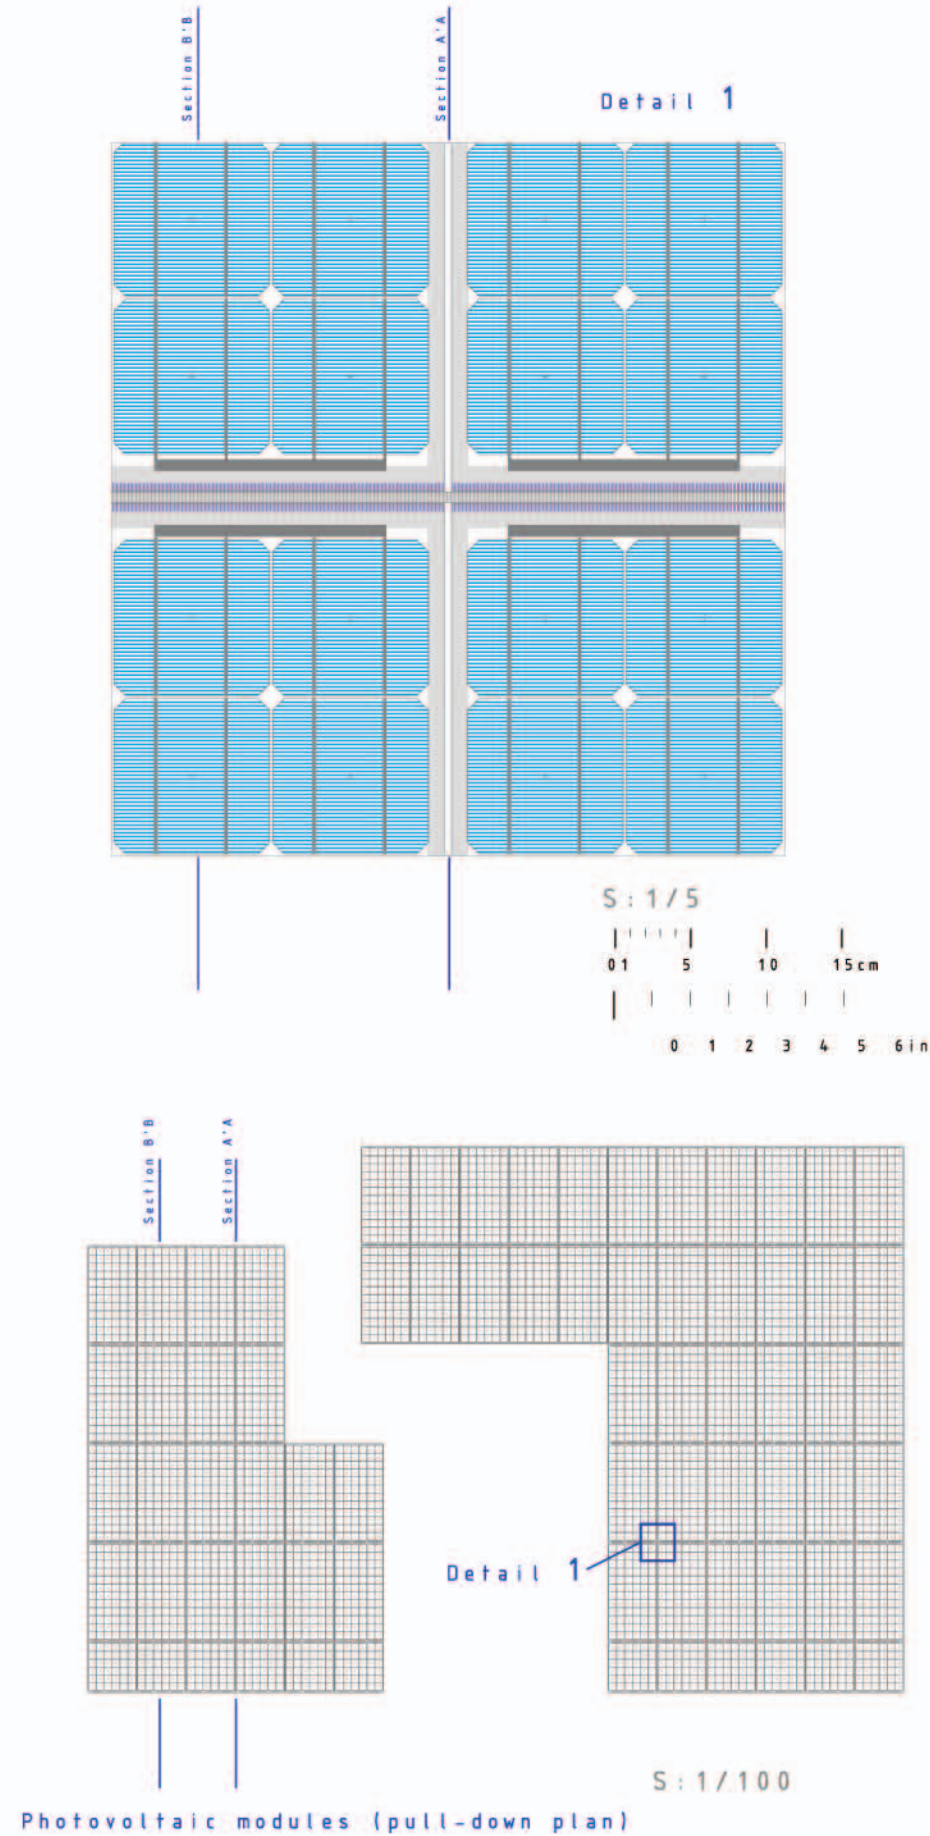 Section B'B
Section A'A
Detail 1
S:1/5
0 1 5 10 15cm
0 1 2 3 4 5 6in
Section B'B
Section A'A
Detail 1
S:1/100
Photovoltaic modules (pull-down plan)